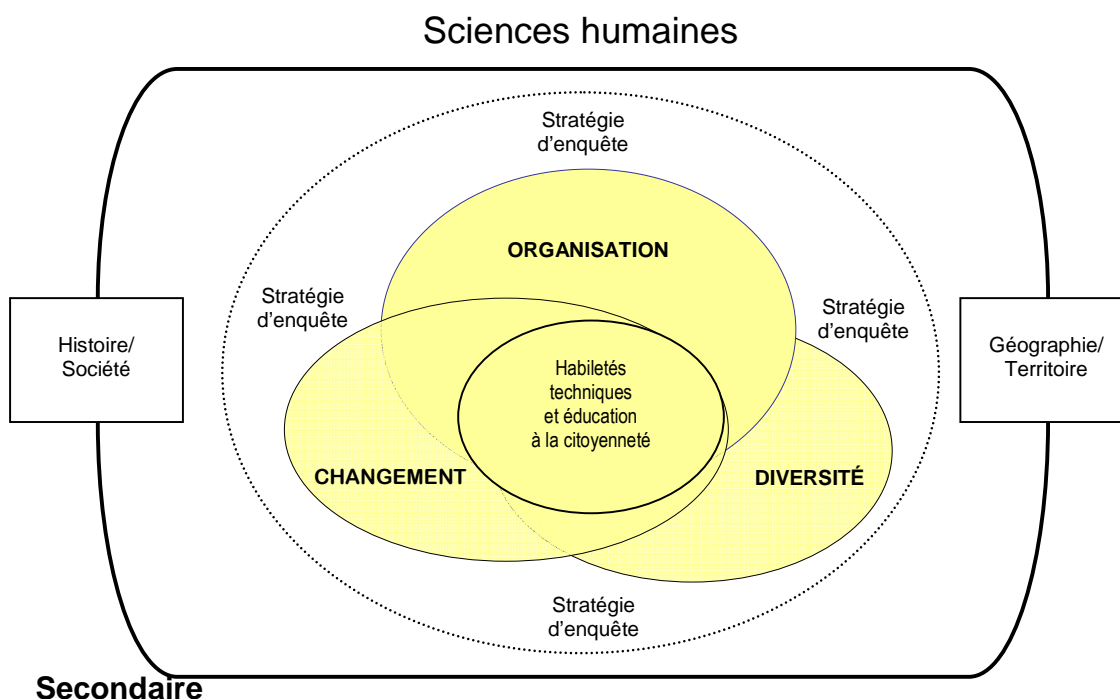 Sciences humaines
Stratégie
d'enquête
ORGANISATION
Stratégie
d'enquête
Stratégie
d'enquête
Histoire/
Société
Géographie/
Territoire
Habiletés
techniques
et éducation
à la citoyenneté
CHANGEMENT
DIVERSITÉ
Stratégie
d'enquête
Secondaire